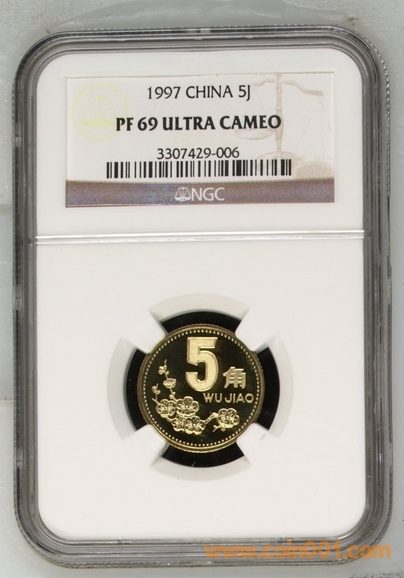 1997 CHINA 5J
PF 69 ULTRA CAMEO
3307429-006
NGC
5角
WU JIAO
www.coin001.com